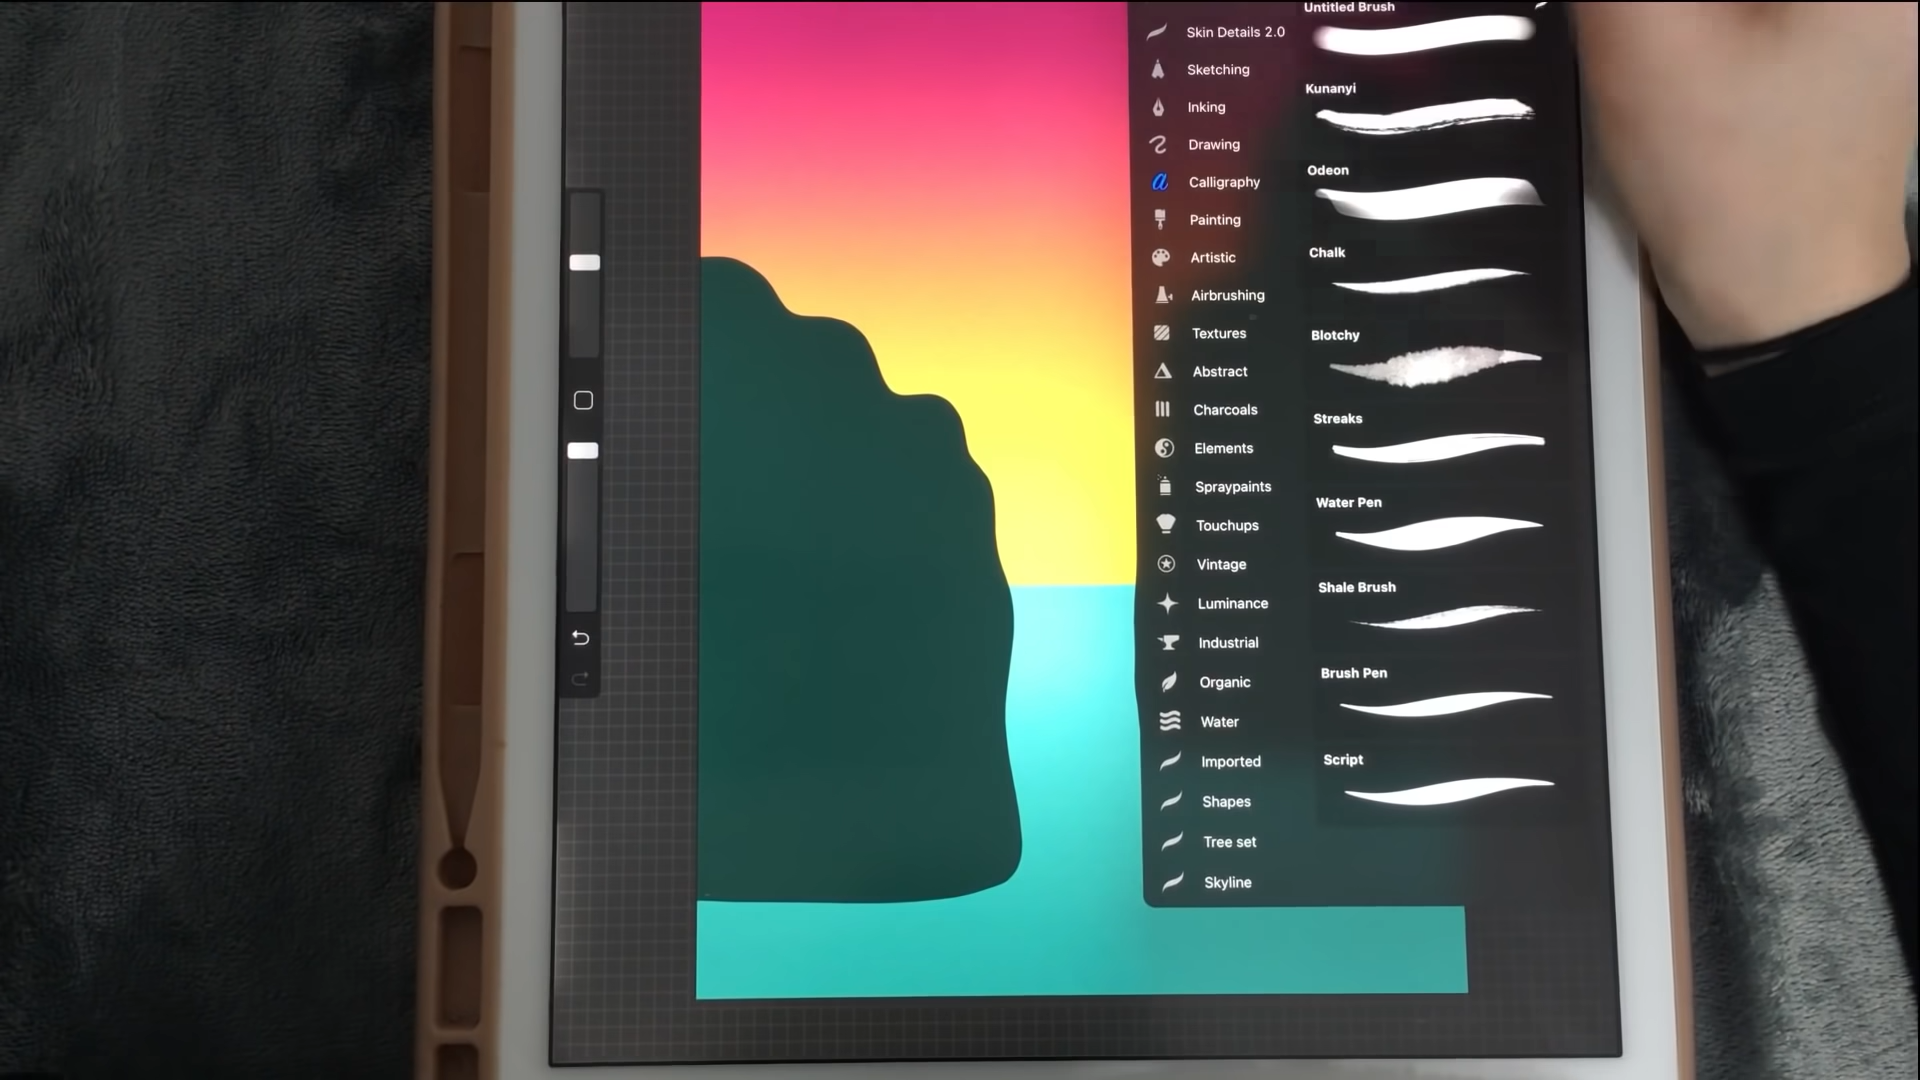 Skin Details 2.0
Sketching
Inking
Drawing
Calligraphy
Painting
Artistic
Airbrushing
Textures
Abstract
Charcoals
Elements
Spraypaints
Touchups
Vintage
Luminance
Industrial
Organic
Water
Imported
Shapes
Tree set
Skyline
Untitled Brush
Kunanyi
Odeon
Chalk
Blotchy
Streaks
Water Pen
Shale Brush
Brush Pen
Script